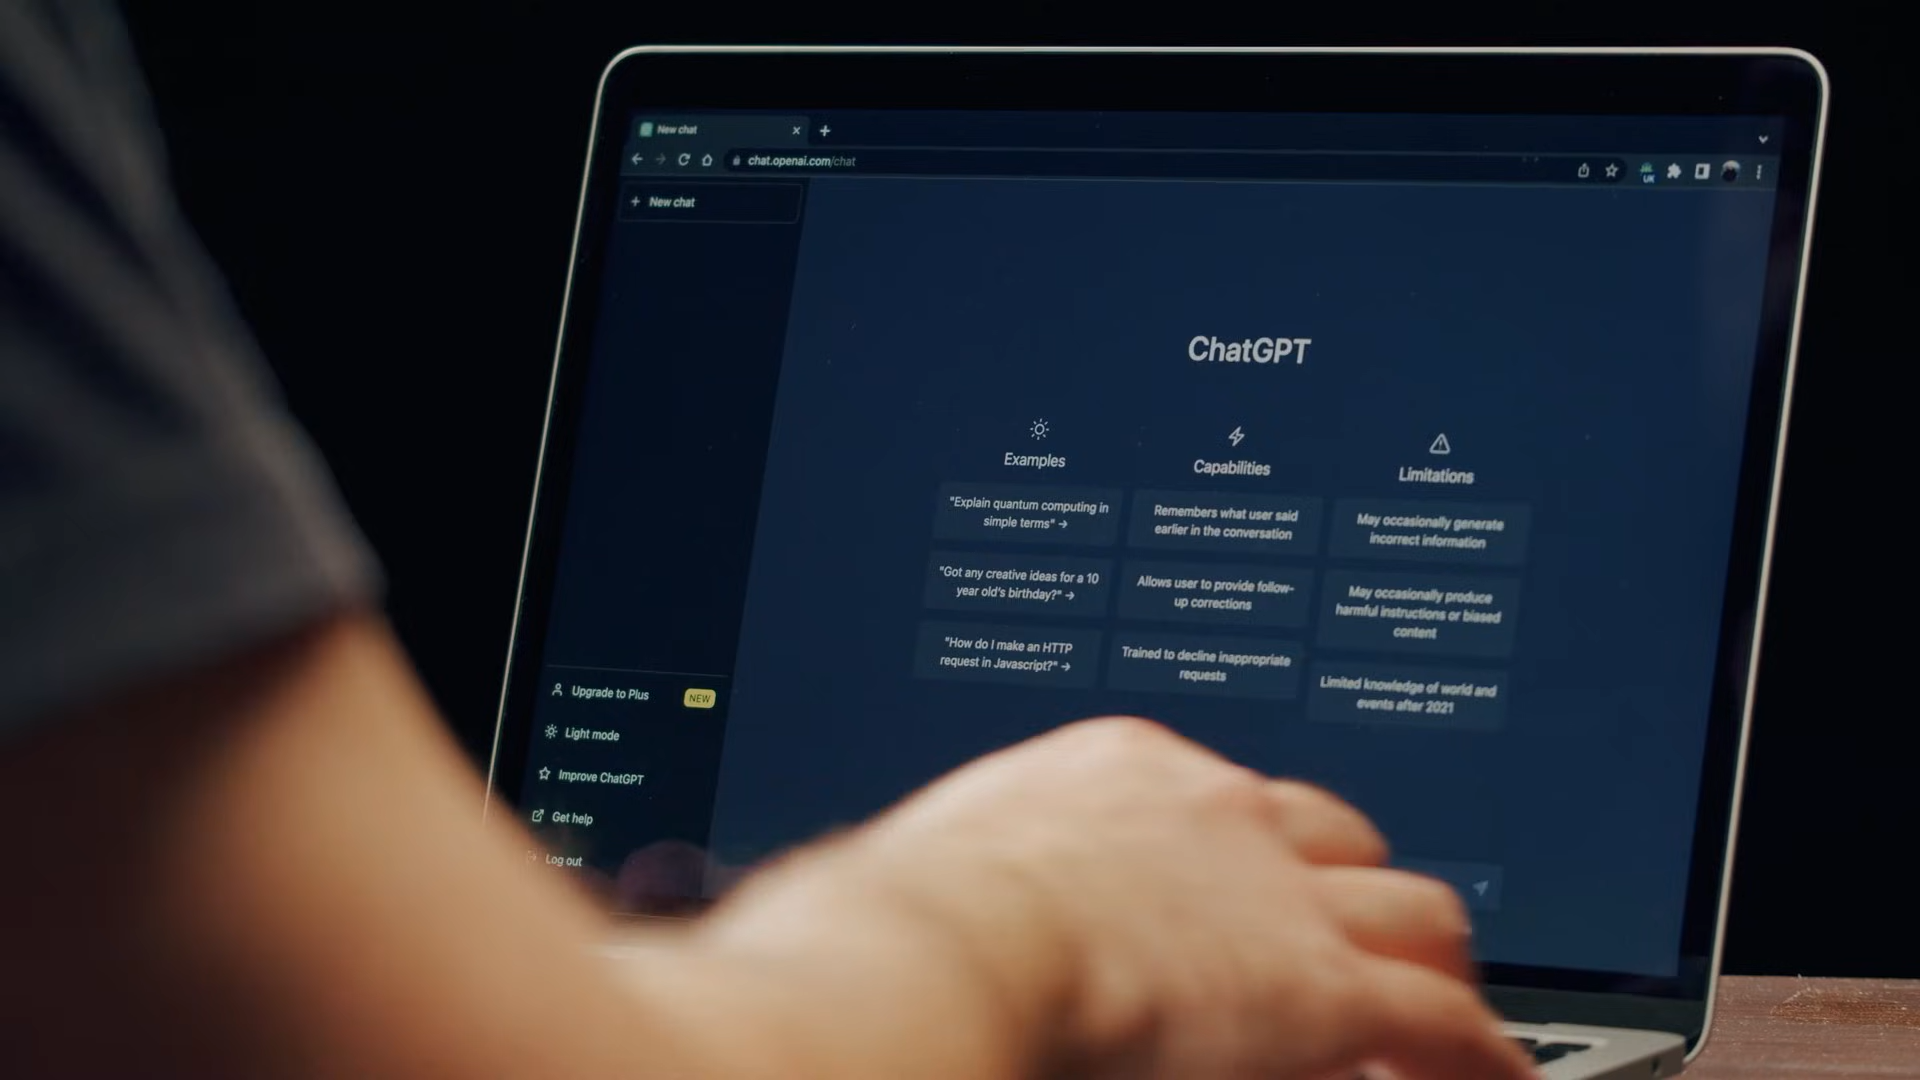 New chat
chat.openai.com/chat
UK
+ New chat
ChatGPT
Examples
"Explain quantum computing in
simple terms" →
"Got any creative ideas for a 10
year old's birthday?" →
"How do I make an HTTP
request in Javascript?" →
Capabilities
Remembers what user said
earlier in the conversation
Allows user to provide follow-
up corrections
Trained to decline inappropriate
requests
Limitations
May occasionally generate
incorrect information
May occasionally produce
harmful instructions or biased
content
Limited knowledge of world and
events after 2021
Upgrade to Plus NEW
Light mode
Improve ChatGPT
Get help
Log out